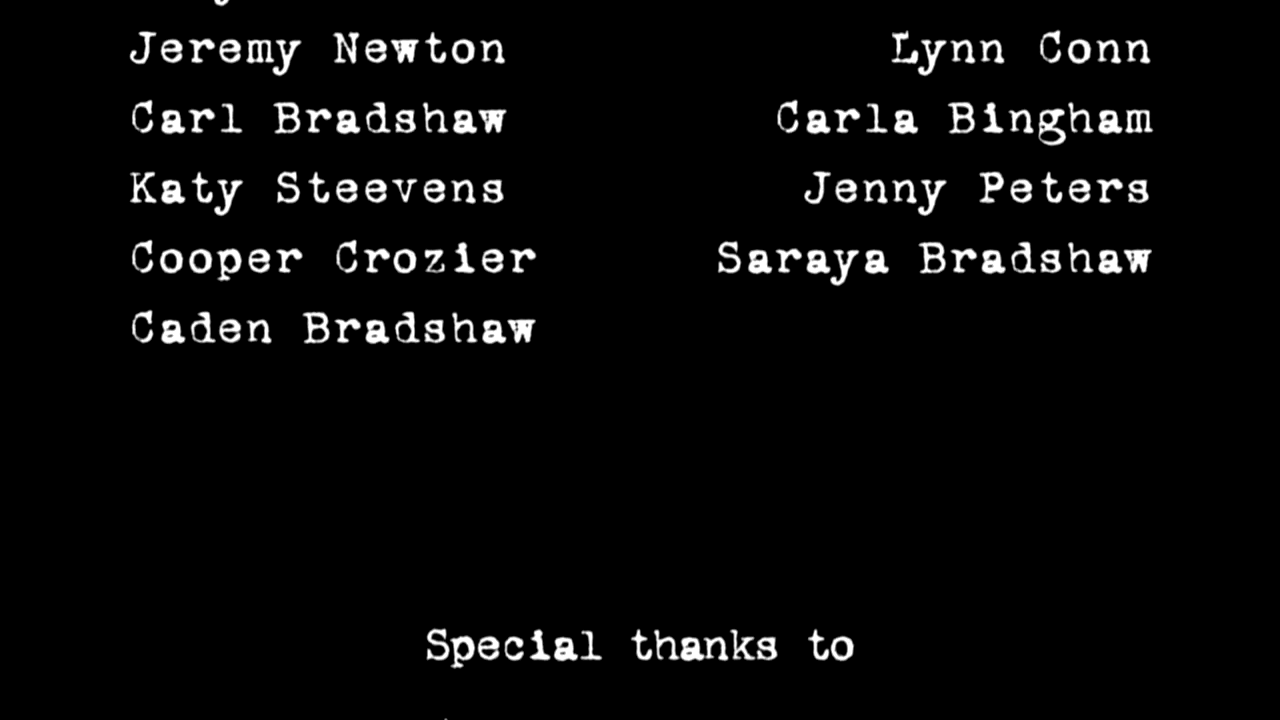 Jeremy Newton Lynn Conn
Carl Bradshaw Carla Bingham
Katy Steevens Jenny Peters
Cooper Crozier Saraya Bradshaw
Caden Bradshaw
Special thanks to